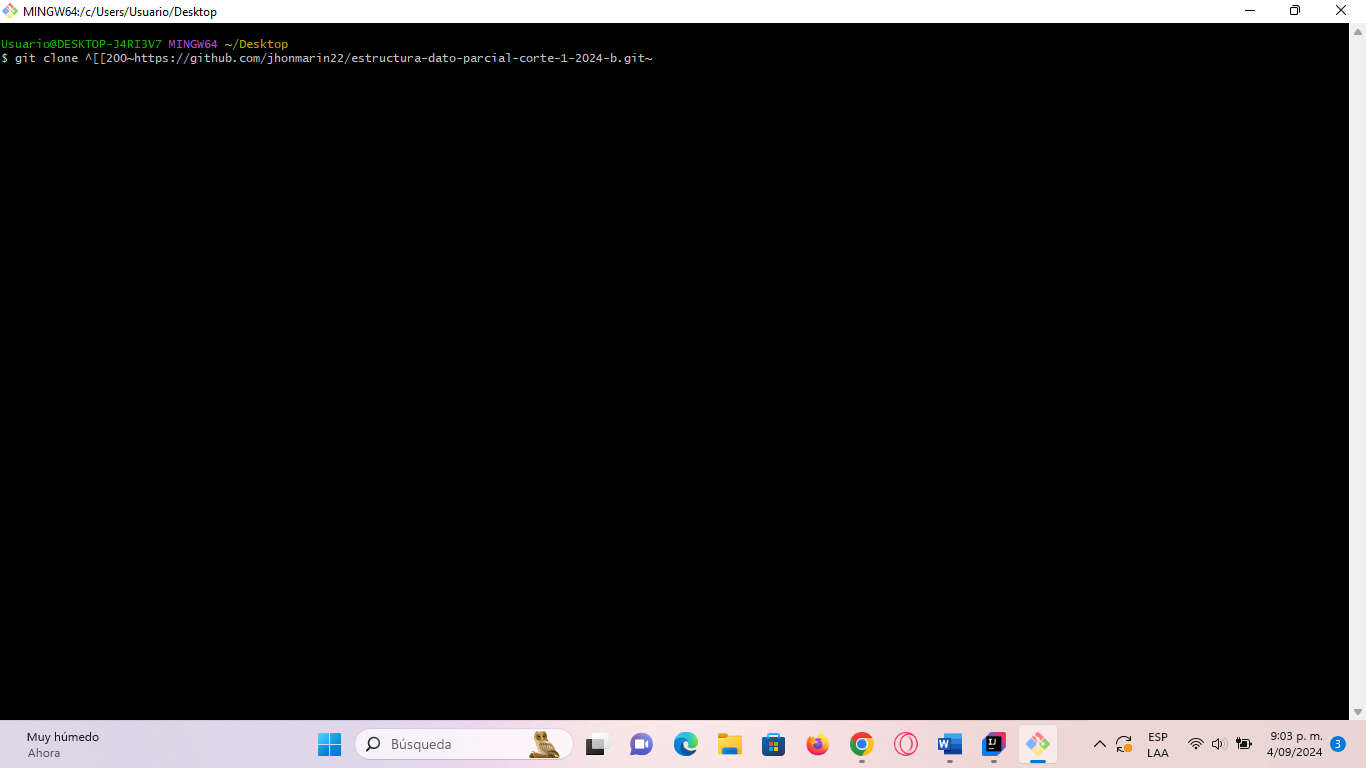 MINGW64:/c/Users/Usuario/Desktop
Usuario@DESKTOP-J4RI3V7 MINGW64 ~/Desktop
$ git clone ^[[200~https://github.com/jhonmarin22/estructura-dato-parcial-corte-1-2024-b.git~
Muy húmedo
Ahora
Búsqueda
ESP
LAA
9:03 p. m.
4/09/2024
3